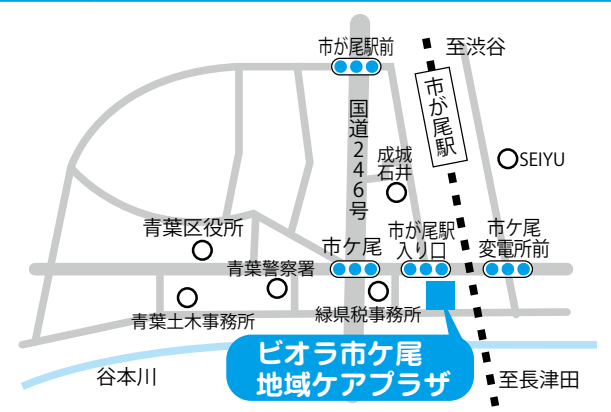 市が尾駅前
至渋谷
市が尾駅
国道246号
成城
石井
SEIYU
青葉区役所
市ケ尾
市が尾駅
入り口
市ケ尾
変電所前
青葉警察署
青葉土木事務所
緑県税事務所
ビオラ市ケ尾
地域ケアプラザ
谷本川
至長津田